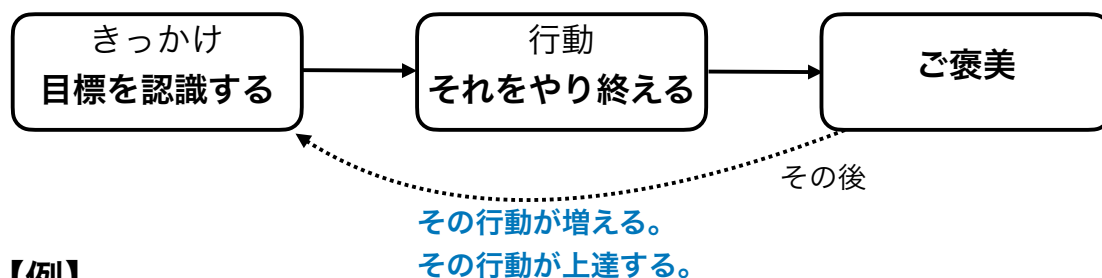 きっかけ
目標を認識する
行動
それをやり終える
ご褒美
その後
その行動が増える。
その行動が上達する。
【例】